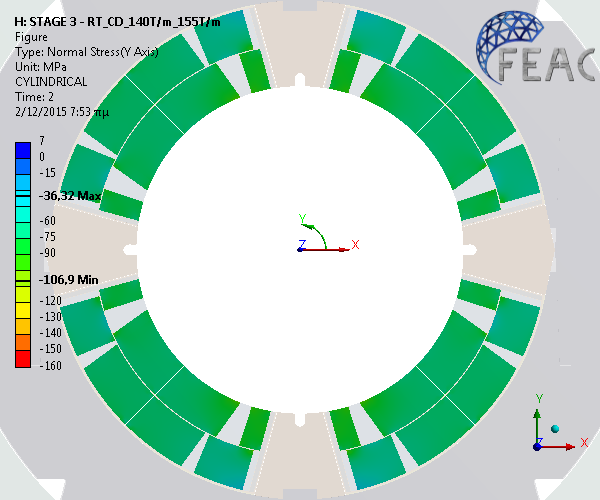 H: STAGE 3 - RT_CD_140T/m_155T/m
Figure
Type: Normal Stress(Y Axis)
Unit: MPa
CYLINDRICAL
Time: 2
2/12/2015 7:53 πμ
FEAC
7
0
-15
-36,32 Max
-60
-75
-90
-106,9 Min
-120
-130
-140
-150
-160
Y
Z
X
Y
Z
X